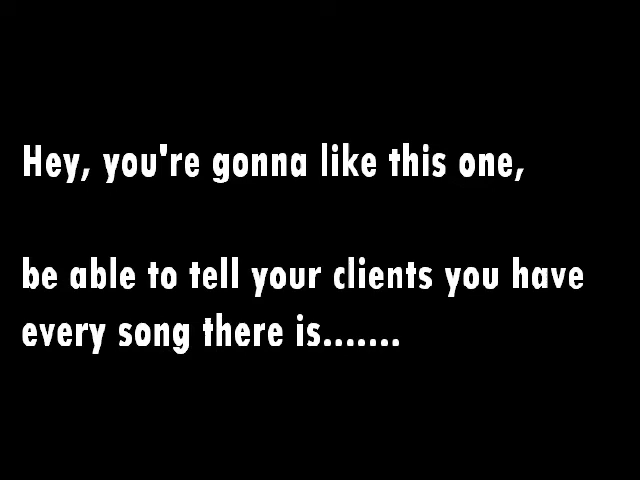 Hey, you're gonna like this one,
be able to tell your clients you have
every song there is.......